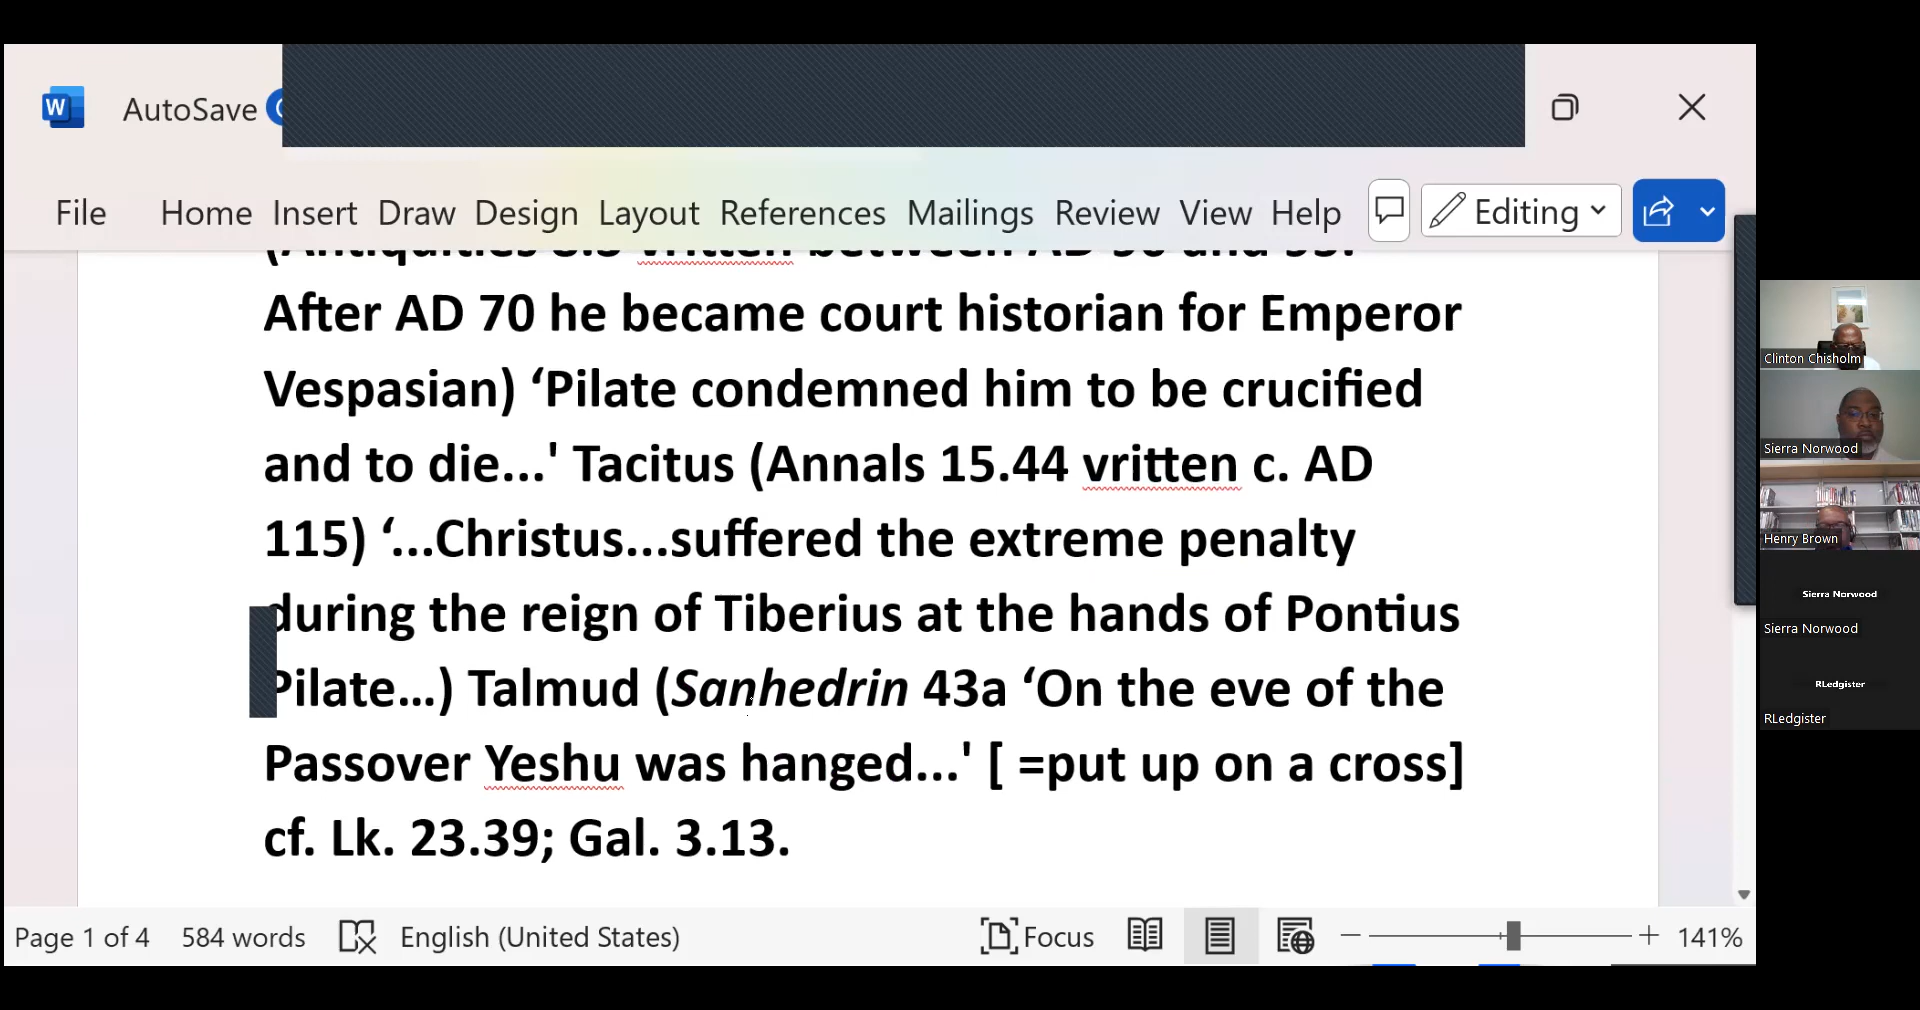 W AutoSave
File Home Insert Draw Design Layout References Mailings Review View Help Editing
(Antiquities vritten between AD and
After AD 70 he became court historian for Emperor
Vespasian) ‘Pilate condemned him to be crucified
and to die...' Tacitus (Annals 15.44 vritten c. AD
115) ‘...Christus...suffered the extreme penalty
during the reign of Tiberius at the hands of Pontius
Pilate...) Talmud (Sanhedrin 43a ‘On the eve of the
Passover Yeshu was hanged...' [ =put up on a cross]
cf. Lk. 23.39; Gal. 3.13.
Page 1 of 4 584 words English (United States) Focus 141%
Clinton Chisholm
Sierra Norwood
Henry Brown
Sierra Norwood
Sierra Norwood
RLedgister
RLedgister